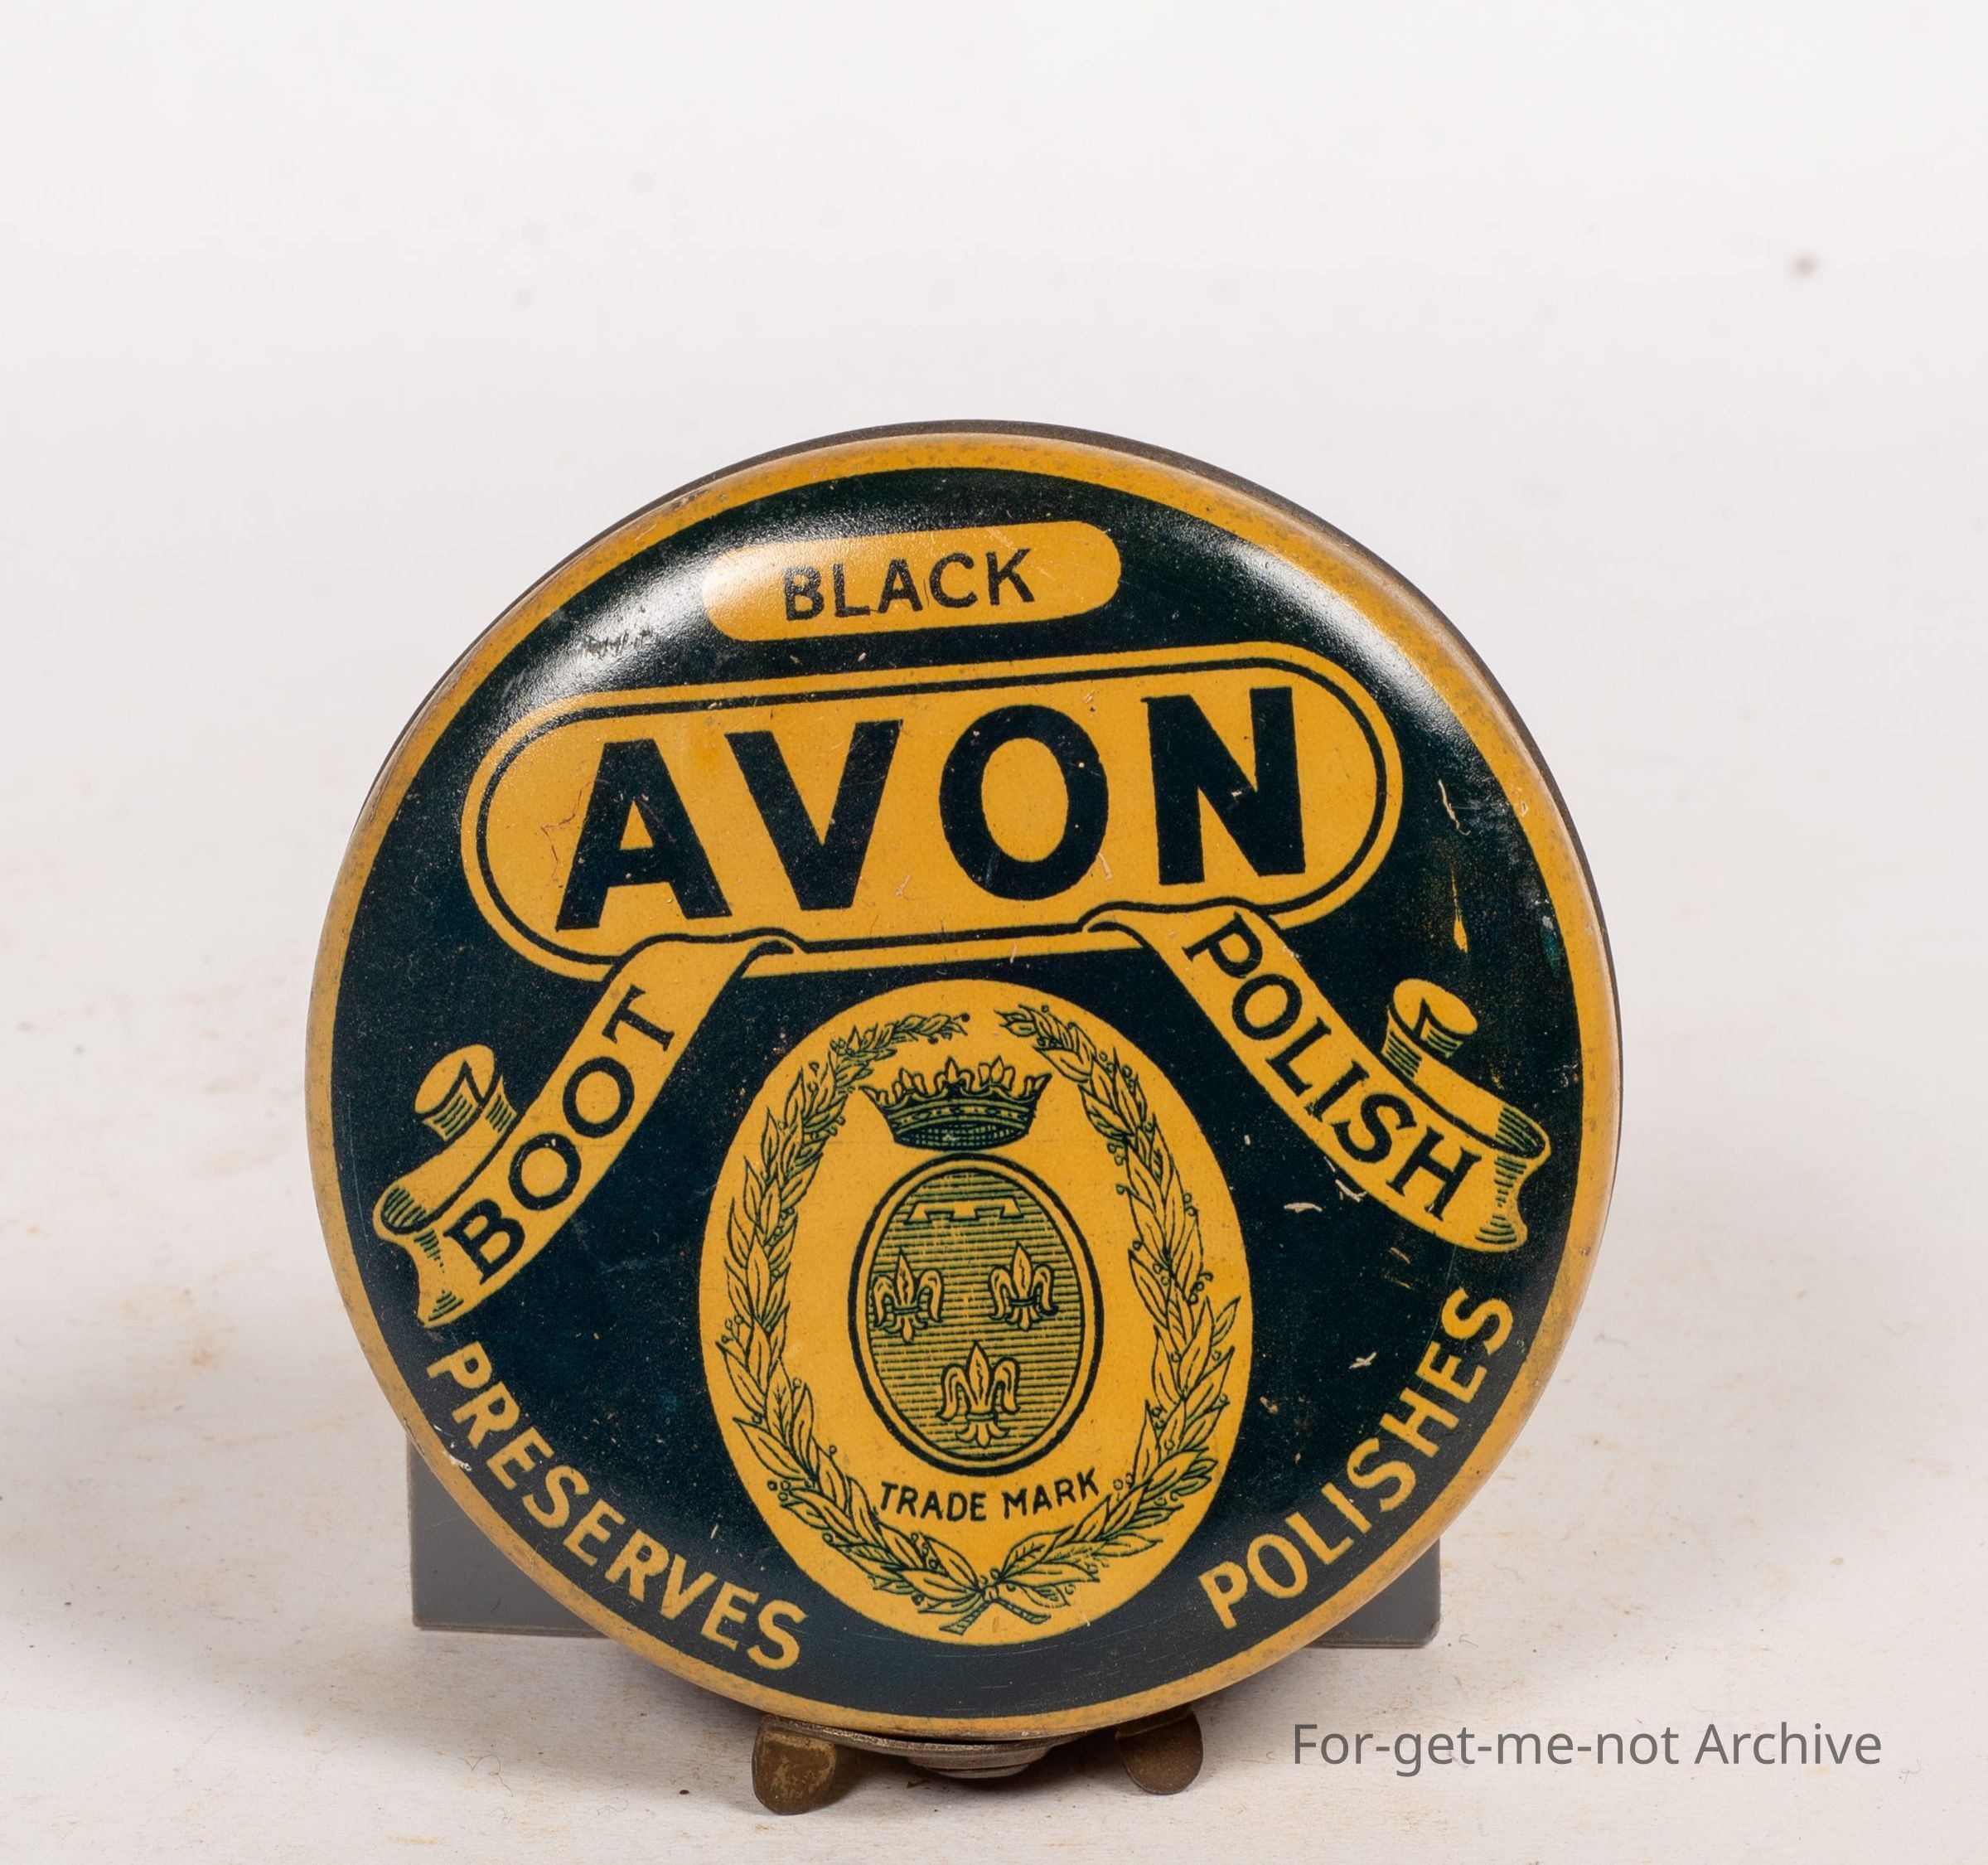 BLACK
AVON
BOOT
POLISH
TRADE MARK
PRESERVES
POLISHES
For-get-me-not Archive